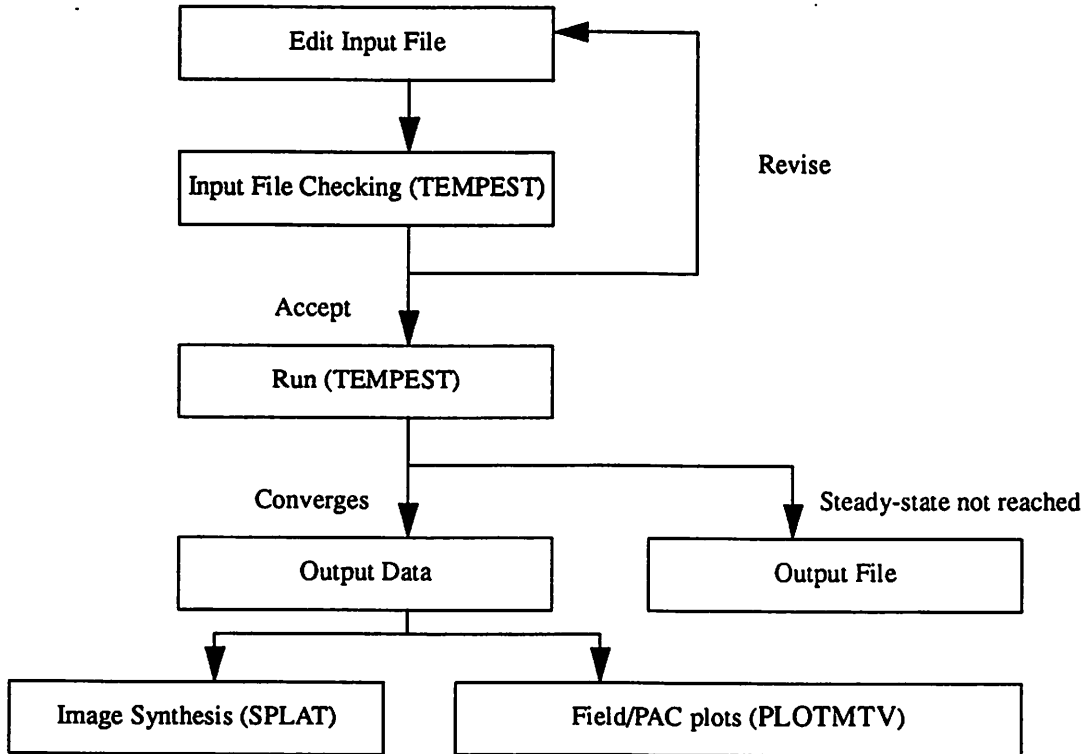 Edit Input File
Input File Checking (TEMPEST)
Revise
Accept
Run (TEMPEST)
Converges
Steady-state not reached
Output Data
Output File
Image Synthesis (SPLAT)
Field/PAC plots (PLOTMTV)